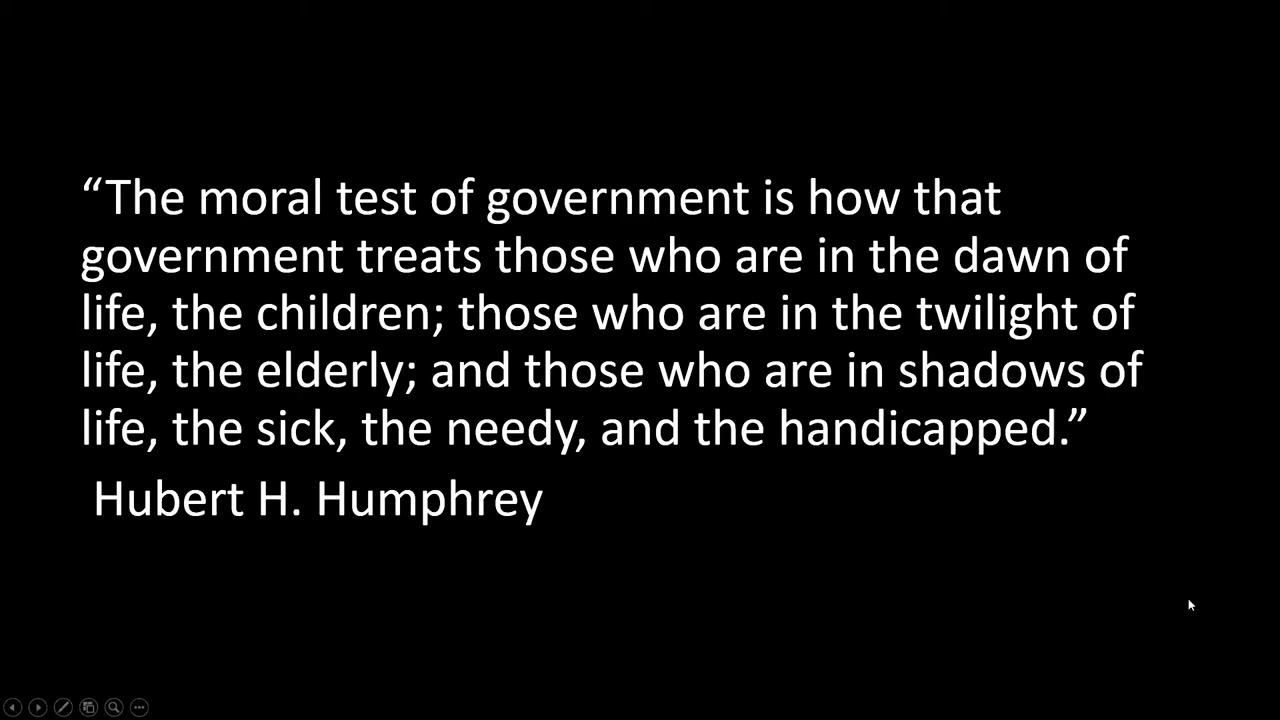 “The moral test of government is how that
government treats those who are in the dawn of
life, the children; those who are in the twilight of
life, the elderly; and those who are in shadows of
life, the sick, the needy, and the handicapped.”
Hubert H. Humphrey